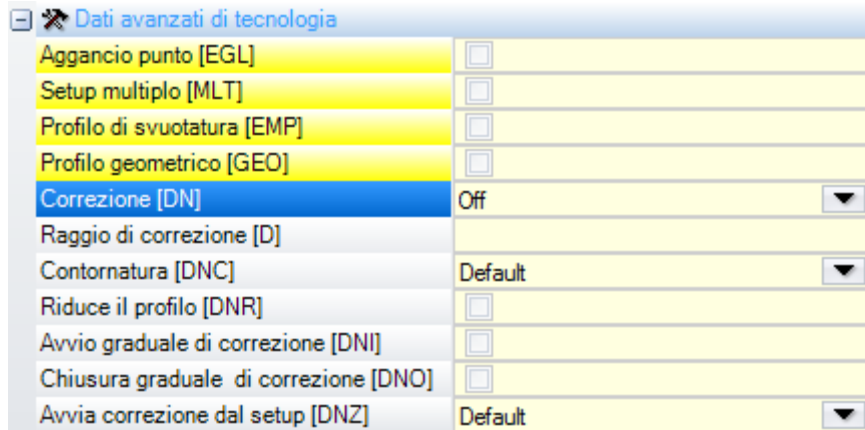 Dati avanzati di tecnologia
Aggancio punto [EGL]
Setup multiplo [MLT]
Profilo di svuotatura [EMP]
Profilo geometrico [GEO]
Correzione [DN] Off
Raggio di correzione [D]
Contornatura [DNC] Default
Riduce il profilo [DNR]
Avvio graduale di correzione [DNI]
Chiusura graduale  di correzione [DNO]
Avvia correzione dal setup [DNZ] Default